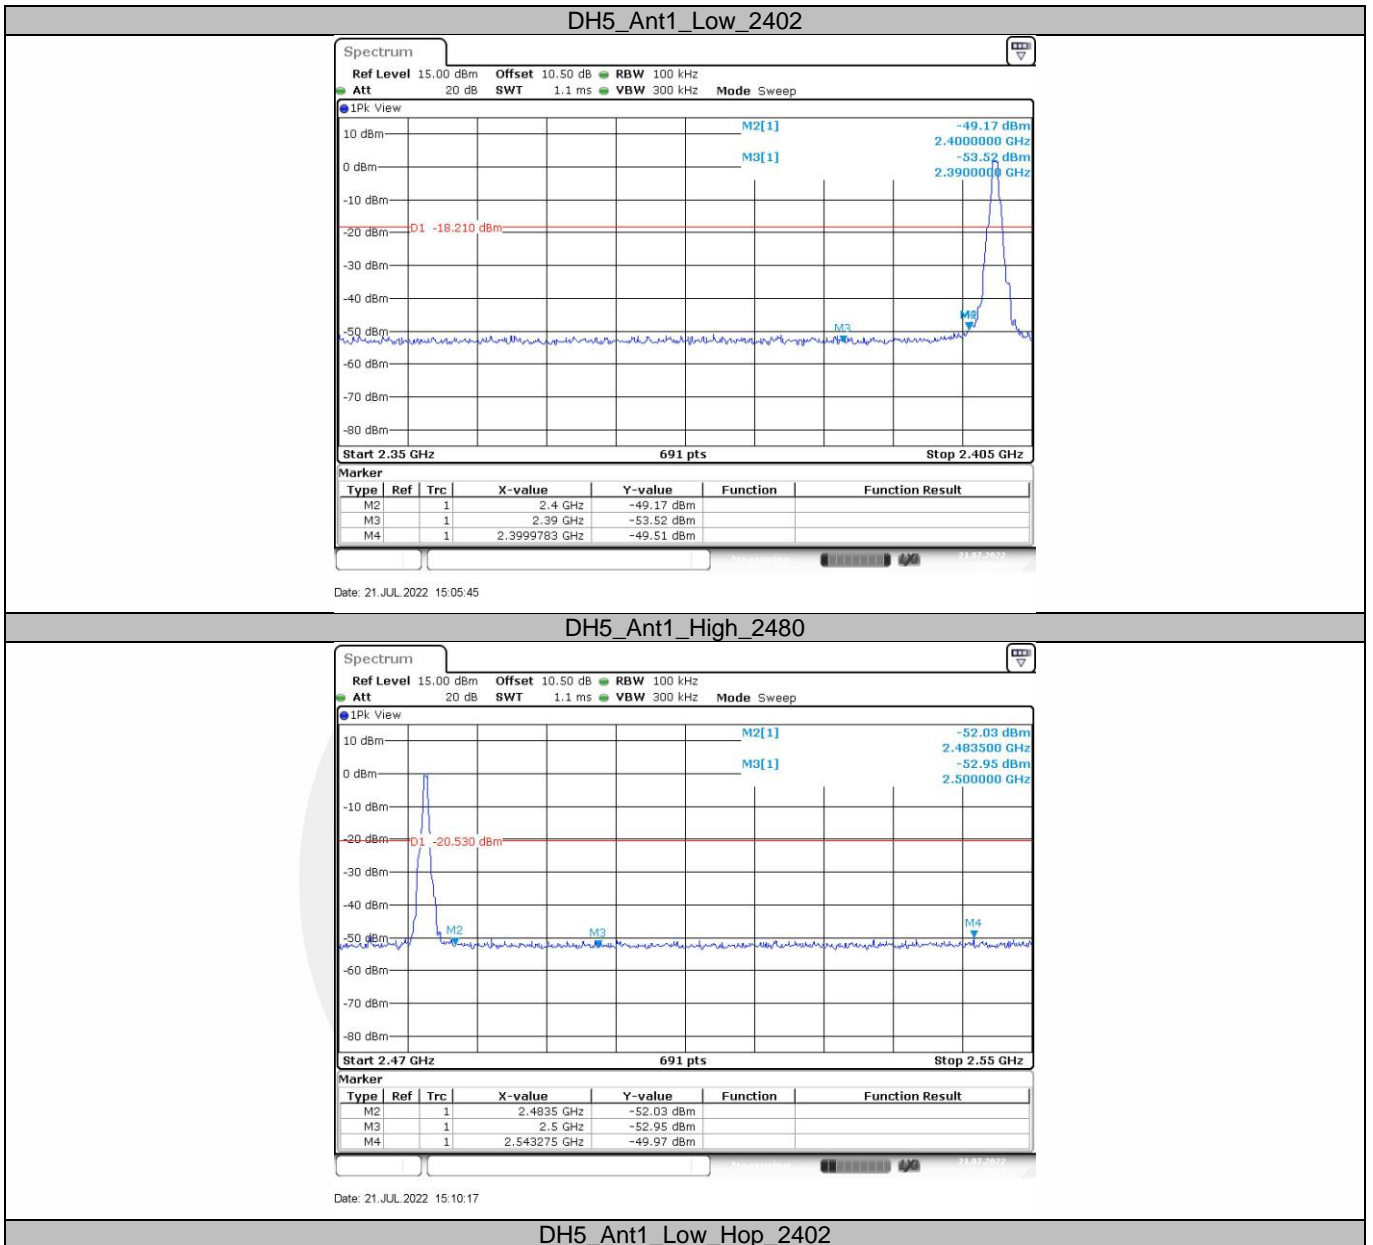 DH5_Ant1_Low_2402
Spectrum
Ref Level 15.00 dBm Offset 10.50 dB RBW 100 kHz
Att 20 dB SWT 1.1 ms VBW 300 kHz Mode Sweep
1Pk View
M2[1] -49.17 dBm
2.4000000 GHz
M3[1] -53.52 dBm
2.3900000 GHz
10 dBm
0 dBm
-10 dBm
D1 -18.210 dBm
-20 dBm
-30 dBm
-40 dBm
-50 dBm
M3
-60 dBm
-70 dBm
-80 dBm
Start 2.35 GHz 691 pts Stop 2.405 GHz
Marker
Type Ref Trc X-value Y-value Function Function Result
M2 1 2.4 GHz -49.17 dBm
M3 1 2.39 GHz -53.52 dBm
M4 1 2.3999783 GHz -49.51 dBm
Measuring 21.07.2022
Date: 21.JUL.2022 15:05:45
DH5_Ant1_High_2480
Spectrum
Ref Level 15.00 dBm Offset 10.50 dB RBW 100 kHz
Att 20 dB SWT 1.1 ms VBW 300 kHz Mode Sweep
1Pk View
M2[1] -52.03 dBm
2.483500 GHz
M3[1] -52.95 dBm
2.500000 GHz
10 dBm
0 dBm
-10 dBm
-20 dBm
D1 -20.530 dBm
-30 dBm
-40 dBm
M2 M3 M4
-50 dBm
-60 dBm
-70 dBm
-80 dBm
Start 2.47 GHz 691 pts Stop 2.55 GHz
Marker
Type Ref Trc X-value Y-value Function Function Result
M2 1 2.4835 GHz -52.03 dBm
M3 1 2.5 GHz -52.95 dBm
M4 1 2.543275 GHz -49.97 dBm
Measuring 21.07.2022
Date: 21.JUL.2022 15:10:17
DH5_Ant1_Low_Hop_2402